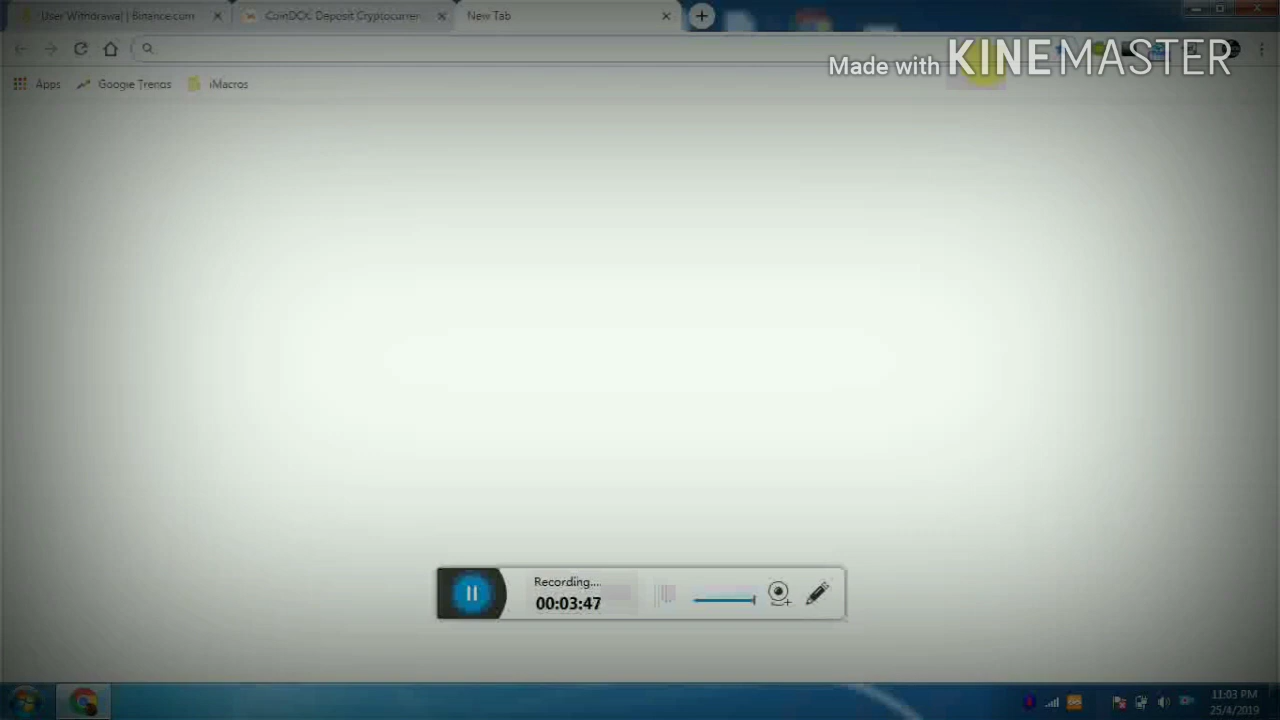 User Withdrawal | Binance.com
Deposit Cryptocurren
New Tab
Made with KINEMASTER
Apps
Google Trends
iMacros
Recording...
00:03:47
11:03 PM
25/4/2019